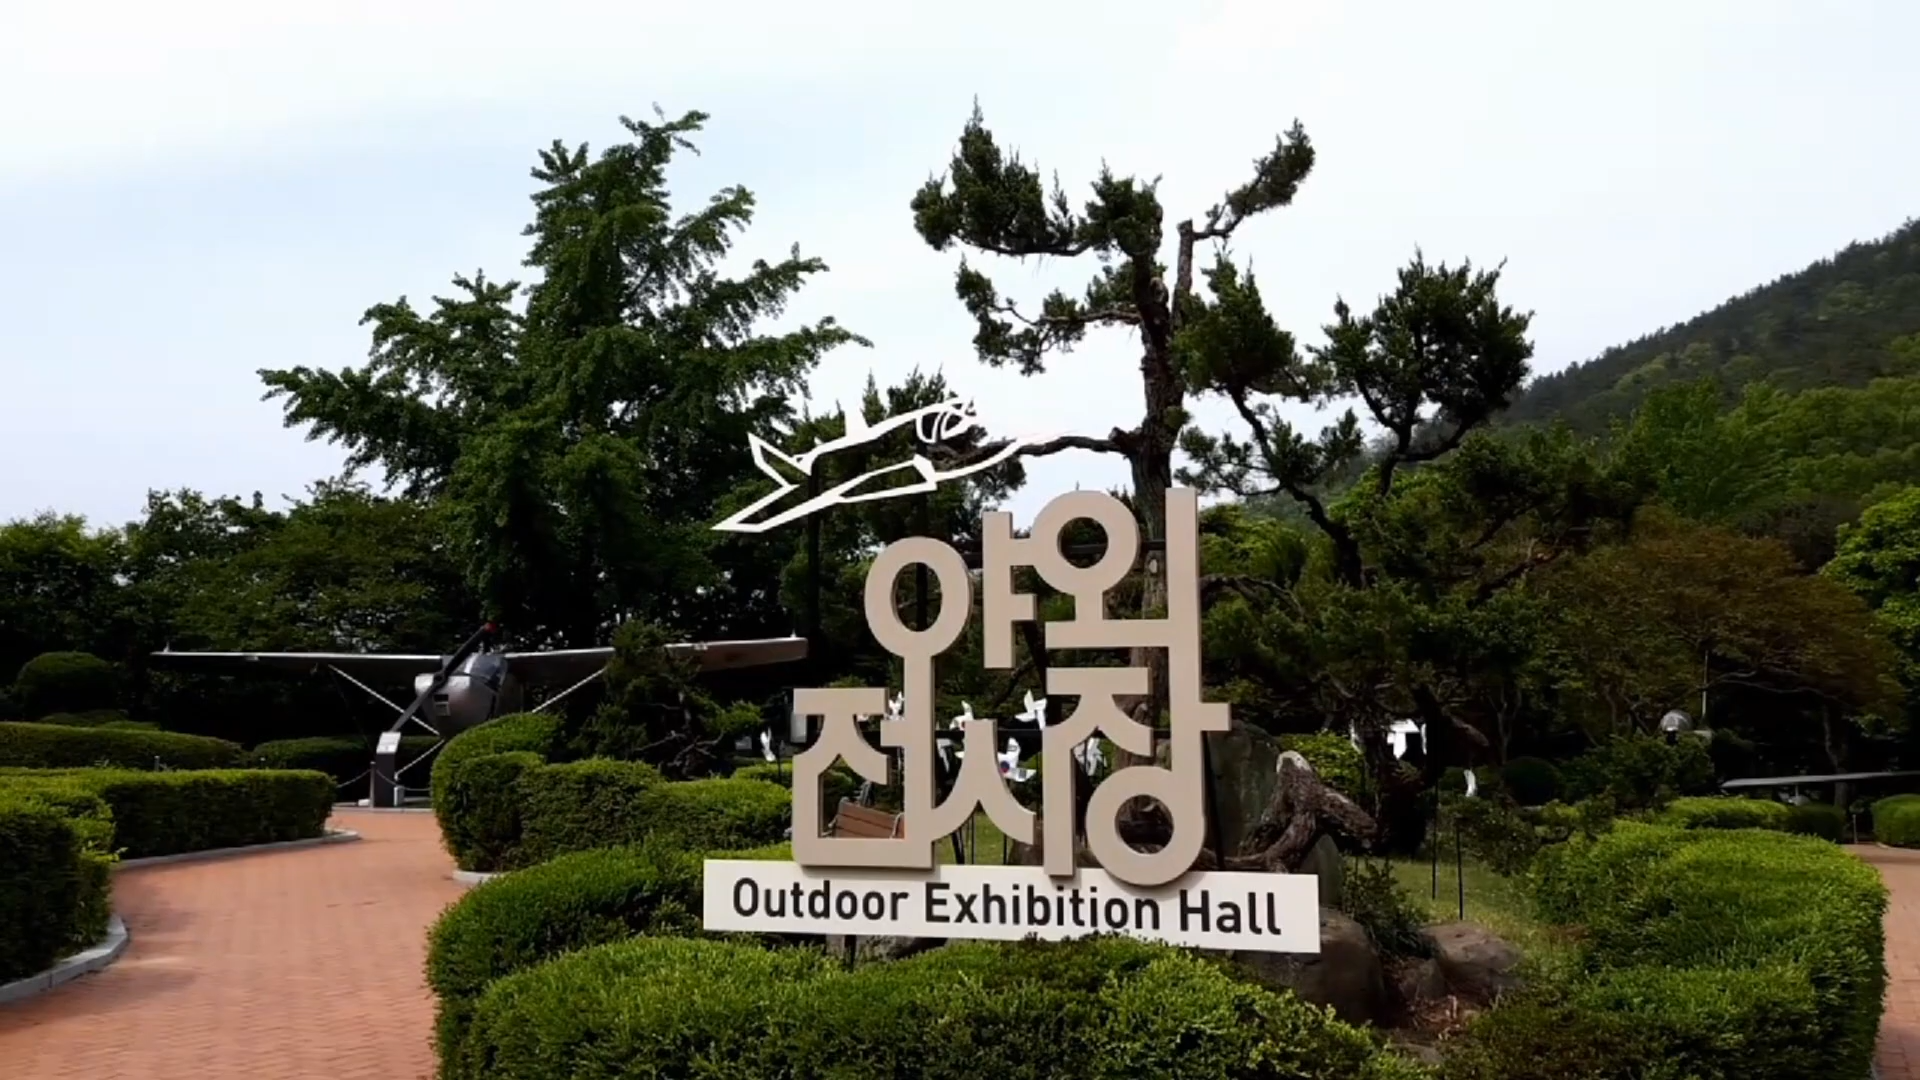 야외
전시장
Outdoor Exhibition Hall